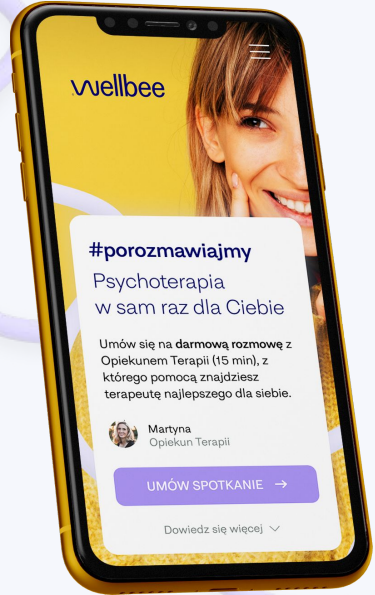 wellbee
#porozmawiajmy
Psychoterapia
w sam raz dla Ciebie
Umów się na darmową rozmowę z
Opiekunem Terapii (15 min), z
którego pomocą znajdziesz
terapeutę najlepszego dla siebie.
Martyna
Opiekun Terapii
UMÓW SPOTKANIE
Dowiedz się więcej